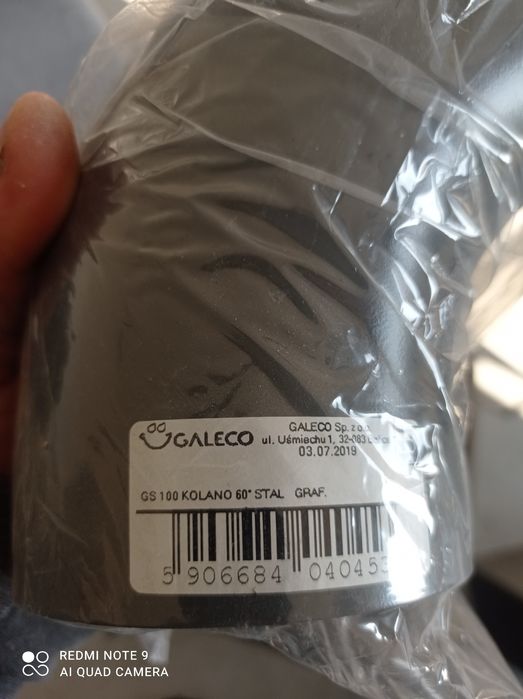 GALECO
GALECO Sp. z o.o.
ul. Uśmiechu 1, 32-083
03.07.2019
GS 100 KOLANO 60° STAL GRAF.
5 906684 040453
REDMI NOTE 9
AI QUAD CAMERA